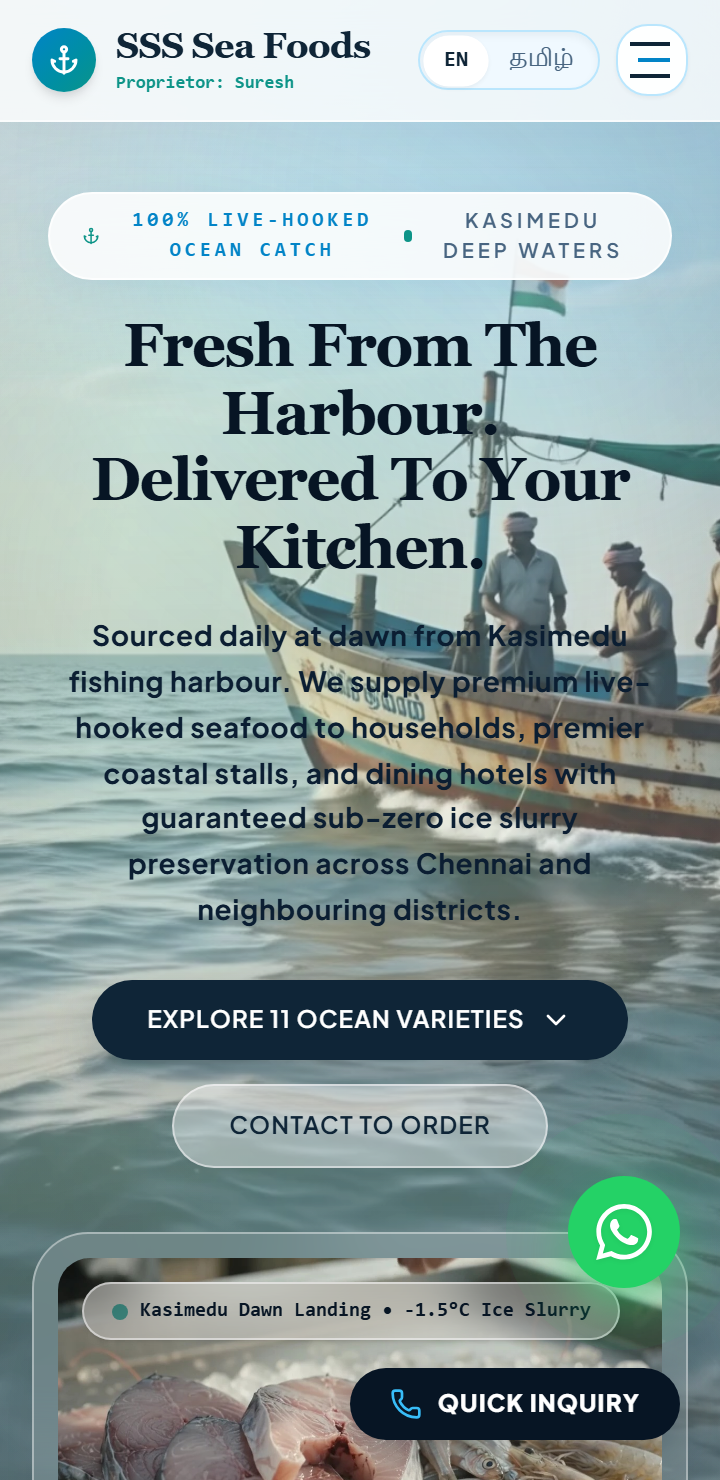 SSS Sea Foods
Proprietor: Suresh
EN
தமிழ்
100% LIVE-HOOKED
OCEAN CATCH
KASIMEDU
DEEP WATERS
Fresh From The
Harbour.
Delivered To Your
Kitchen.
Sourced daily at dawn from Kasimedu
fishing harbour. We supply premium live-
hooked seafood to households, premier
coastal stalls, and dining hotels with
guaranteed sub-zero ice slurry
preservation across Chennai and
neighbouring districts.
EXPLORE 11 OCEAN VARIETIES
CONTACT TO ORDER
Kasimedu Dawn Landing • -1.5°C Ice Slurry
QUICK INQUIRY